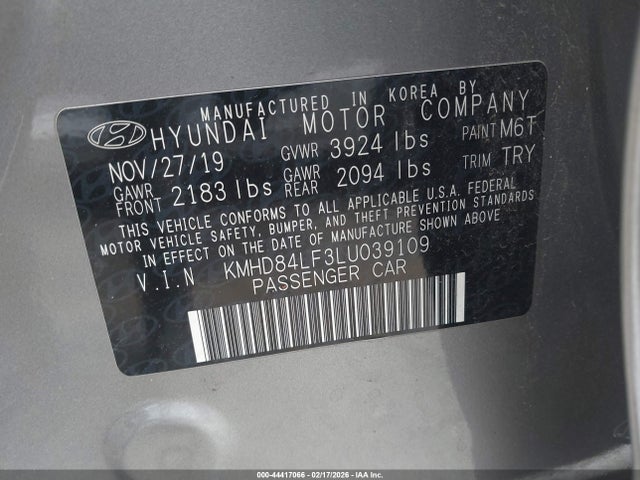 MANUFACTURED IN KOREA BY
HYUNDAI MOTOR COMPANY
NOV/27/19 GVWR 3924 lbs PAINT M6T
GAWR FRONT 2183 lbs GAWR REAR 2094 lbs TRIM TRY
THIS VEHICLE CONFORMS TO ALL APPLICABLE U.S.A. FEDERAL
MOTOR VEHICLE SAFETY, BUMPER, AND THEFT PREVENTION STANDARDS
IN EFFECT ON THE DATE OF MANUFACTURE SHOWN ABOVE
V.I.N KMHD84LF3LU039109
PASSENGER CAR
000-44417066 - 02/17/2026 - IAA Inc.